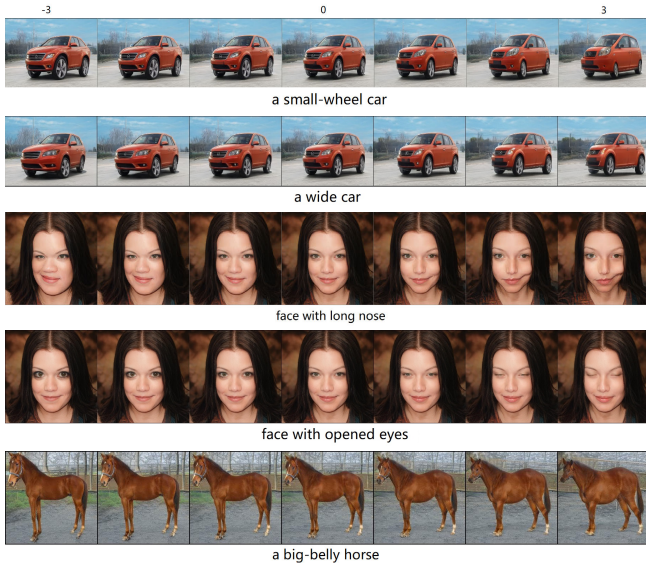 -3 0 3
a small-wheel car
a wide car
face with long nose
face with opened eyes
a big-belly horse